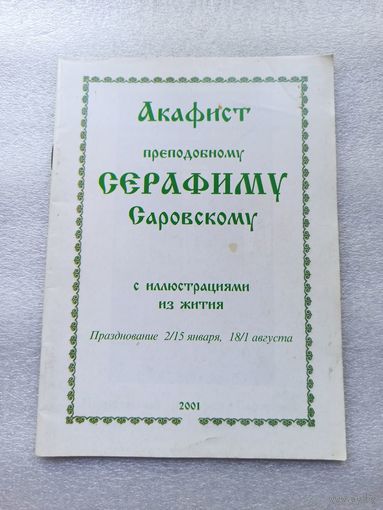 Акафист
преподобному
СЕРАФИМУ
Саровскому
с иллюстрациями
из жития
Празднование 2/15 января, 18/1 августа
2001